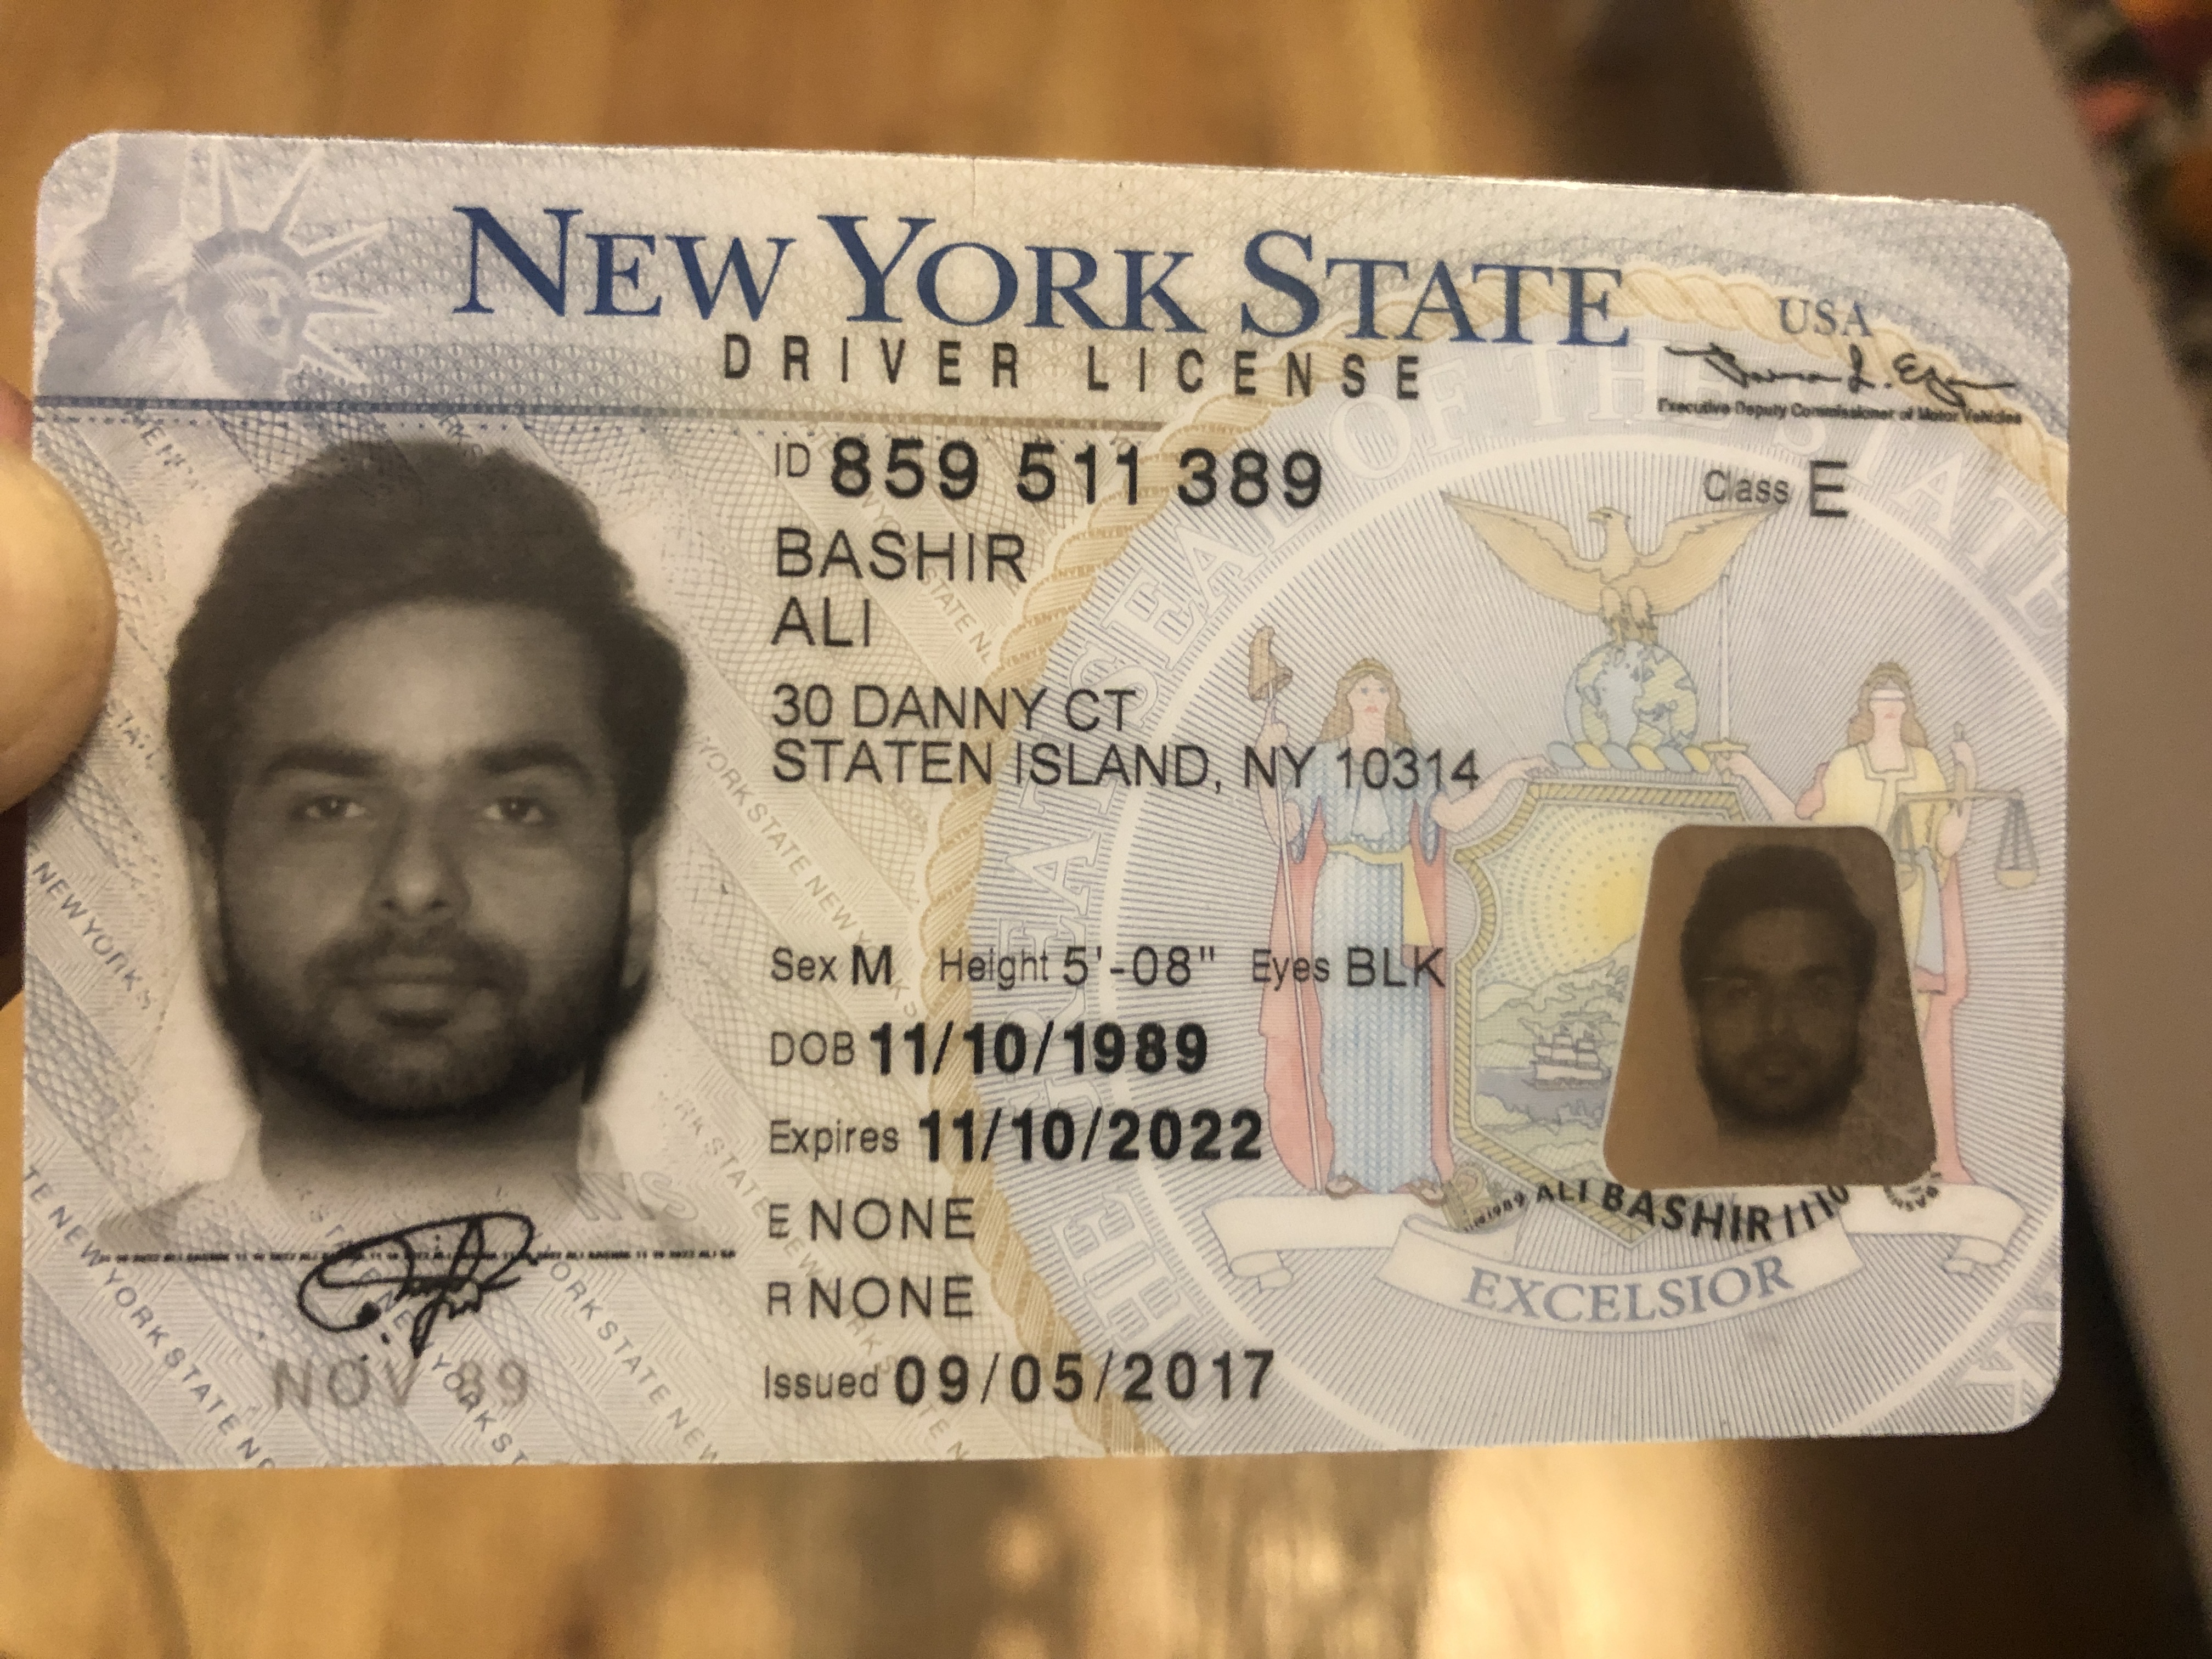 NEW YORK STATE
USA
DRIVER LICENSE
Executive Deputy Commissioner of Motor Vehicles
ID 859 511 389
Class E
BASHIR
ALI
30 DANNY CT
STATEN ISLAND, NY 10314
Sex M Height 5'-08" Eyes BLK
DOB 11/10/1989
Expires 11/10/2022
E NONE
R NONE
Issued 09/05/2017
NOV 89
ALI BASHIR
THE GREAT SEAL OF THE STATE
EXCELSIOR
NEW YORK STATE